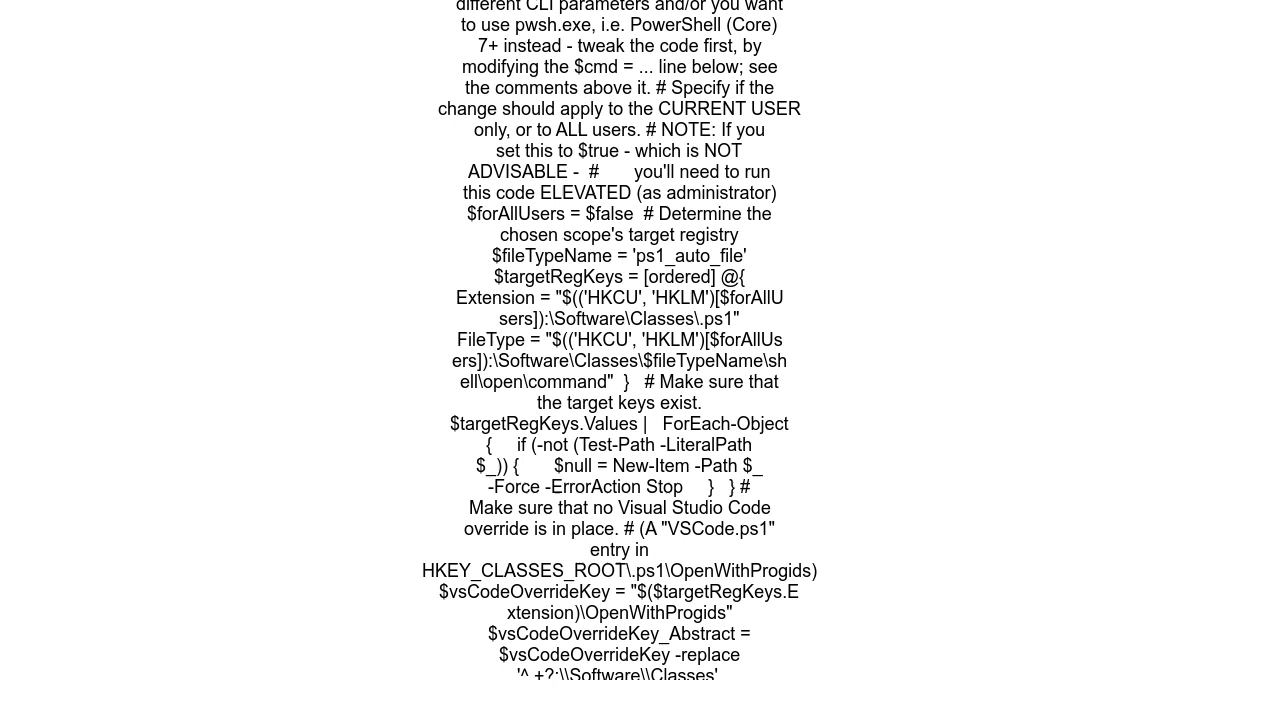 different CLI parameters and/or you want
to use pwsh.exe, i.e. PowerShell (Core)
7+ instead - tweak the code first, by
modifying the $cmd = ... line below; see
the comments above it. # Specify if the
change should apply to the CURRENT USER
only, or to ALL users. # NOTE: If you
set this to $true - which is NOT
ADVISABLE -  #       you'll need to run
this code ELEVATED (as administrator)
$forAllUsers = $false  # Determine the
chosen scope's target registry
$fileTypeName = 'ps1_auto_file'
$targetRegKeys = [ordered] @{
Extension = "$(('HKCU', 'HKLM')[$forAllU
sers]):\Software\Classes\.ps1"
FileType = "$(('HKCU', 'HKLM')[$forAllUs
ers]):\Software\Classes\$fileTypeName\sh
ell\open\command"  }   # Make sure that
the target keys exist.
$targetRegKeys.Values |   ForEach-Object
{     if (-not (Test-Path -LiteralPath
$_)) {       $null = New-Item -Path $_
-Force -ErrorAction Stop     }   } #
Make sure that no Visual Studio Code
override is in place. # (A "VSCode.ps1"
entry in
HKEY_CLASSES_ROOT\.ps1\OpenWithProgids)
$vsCodeOverrideKey = "$($targetRegKeys.E
xtension)\OpenWithProgids"
$vsCodeOverrideKey_Abstract =
$vsCodeOverrideKey -replace
'^.+?:\\Software\\Classes'